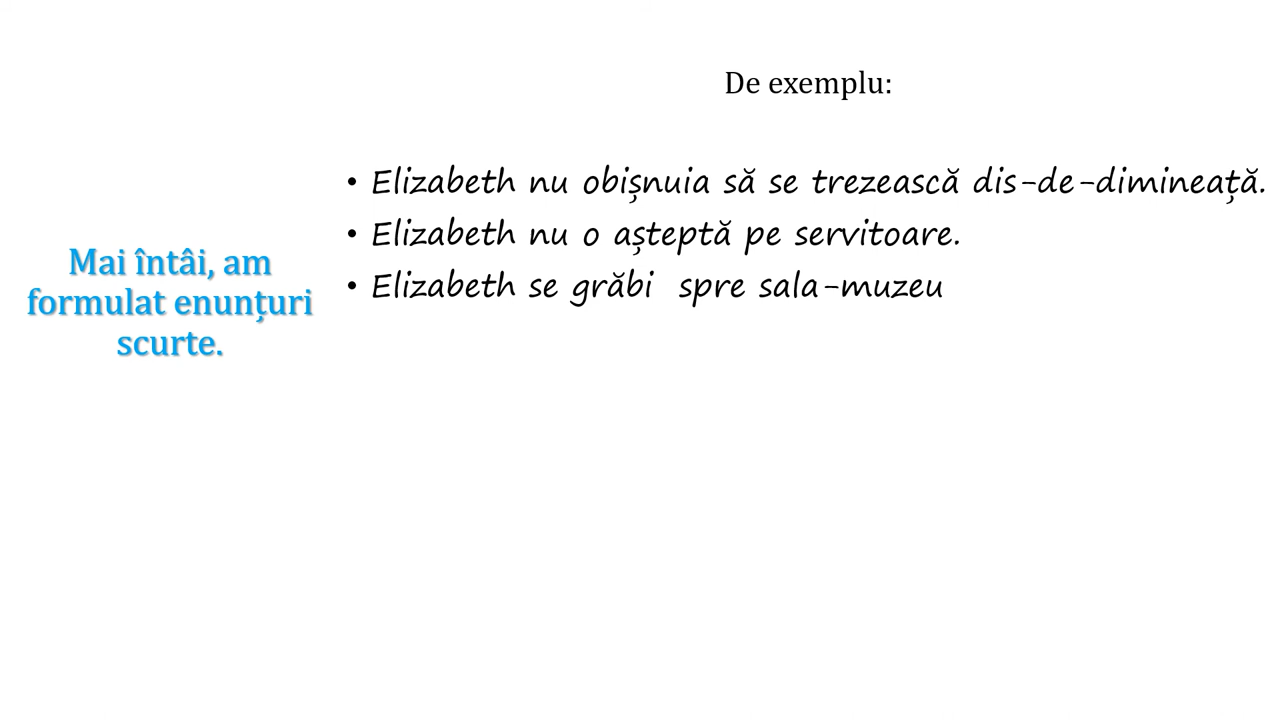 De exemplu:
• Elizabeth nu obișnuia să se trezească dis-de-dimineață.
• Elizabeth nu o așteptă pe servitoare.
• Elizabeth se grăbi  spre sala-muzeu
Mai întâi, am
formulat enunțuri
scurte.